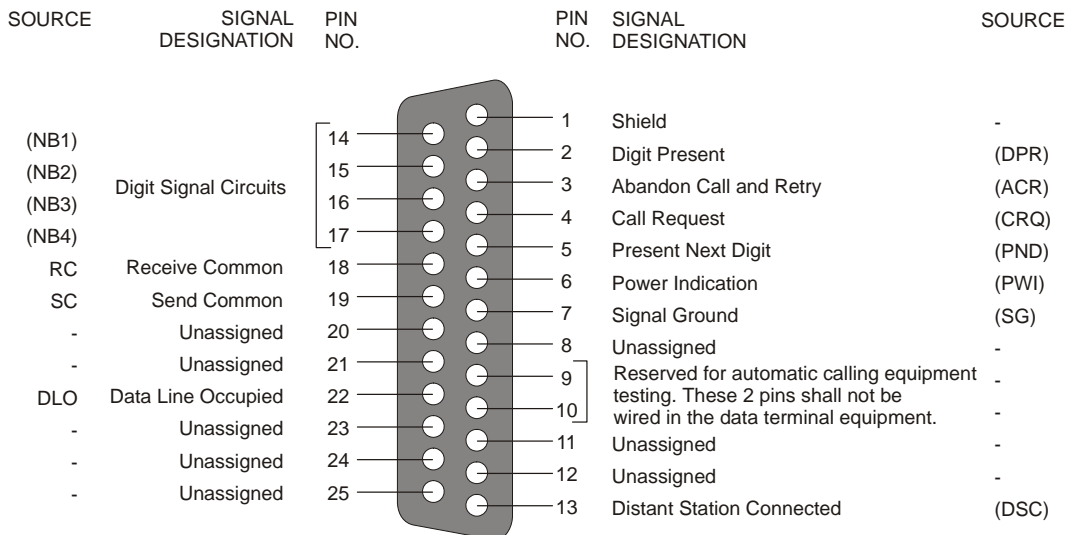 SOURCE SIGNAL DESIGNATION PIN NO. PIN NO. SIGNAL DESIGNATION SOURCE
1 Shield -
(NB1) 14
2 Digit Present (DPR)
(NB2) 15
3 Abandon Call and Retry (ACR)
Digit Signal Circuits
(NB3) 16
4 Call Request (CRQ)
(NB4) 17
5 Present Next Digit (PND)
RC Receive Common 18
6 Power Indication (PWI)
SC Send Common 19
7 Signal Ground (SG)
- Unassigned 20
8 Unassigned -
- Unassigned 21
9 Reserved for automatic calling equipment -
testing. These 2 pins shall not be
DLO Data Line Occupied 22
10 wired in the data terminal equipment. -
- Unassigned 23
11 Unassigned -
- Unassigned 24
12 Unassigned -
- Unassigned 25
13 Distant Station Connected (DSC)